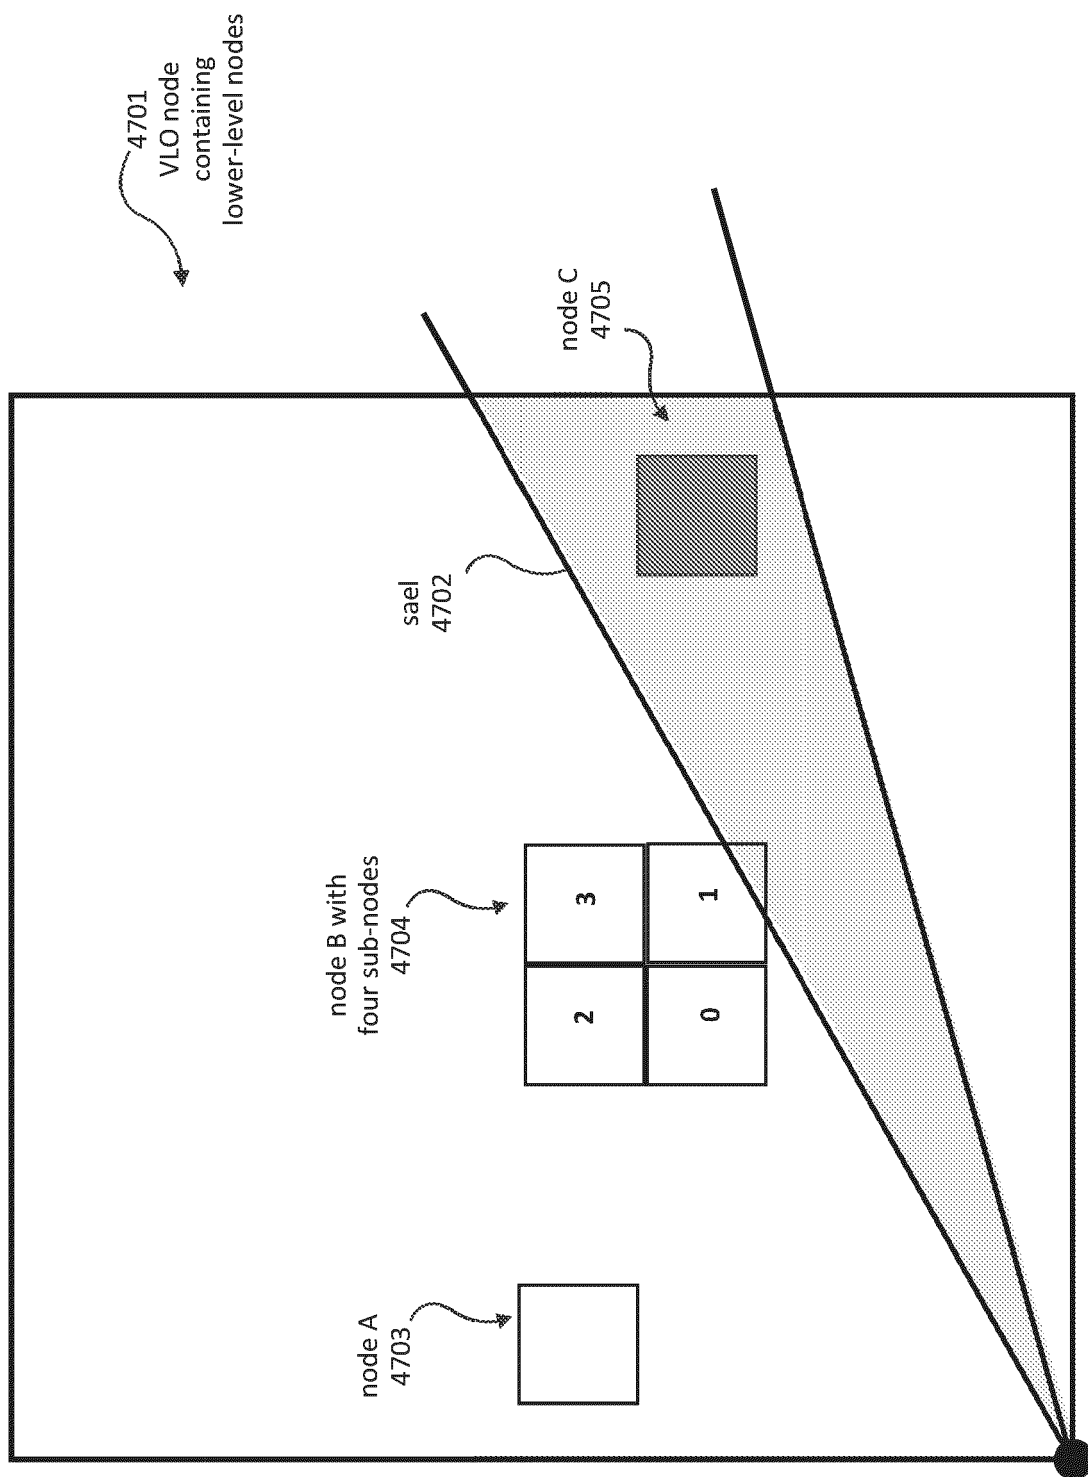 4701
VLO node
containing
lower-level nodes
node C
4705
sael
4702
node B with
four sub-nodes
4704
2
3
0
1
node A
4703